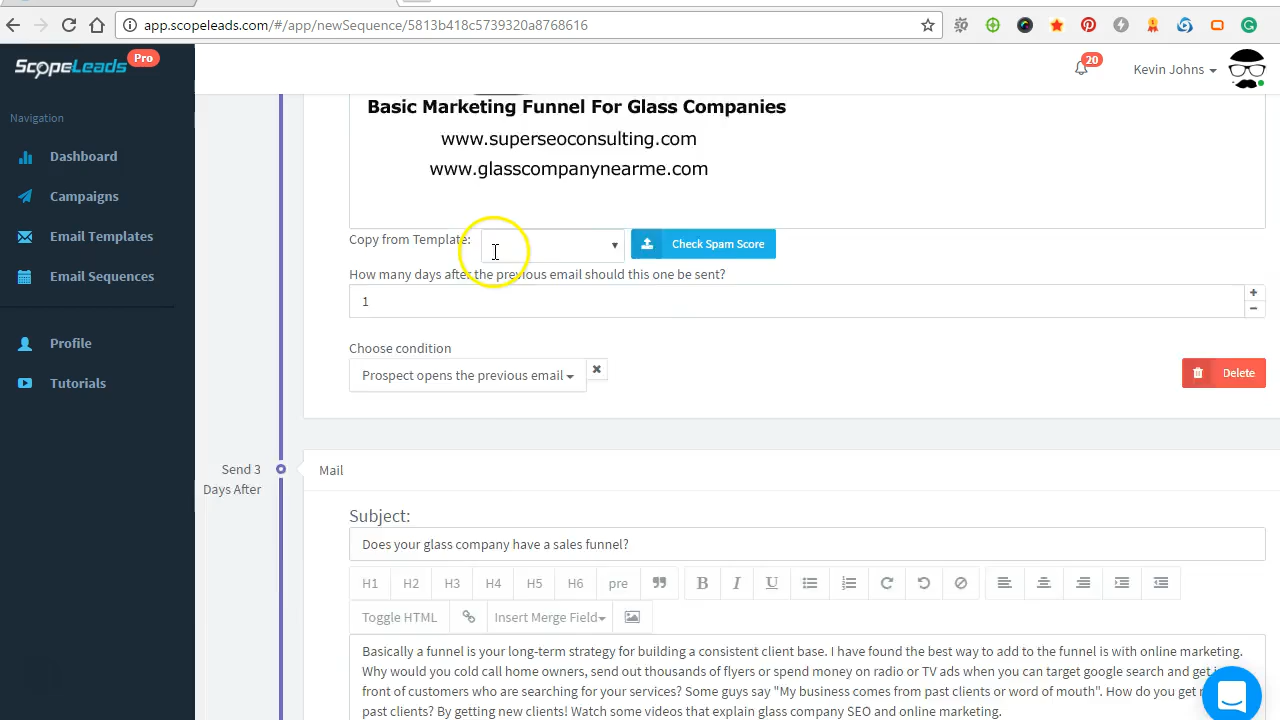 app.scopeleads.com/#/app/newSequence/5813b418c5739320a8768616
ScopeLeads Pro
20
Kevin Johns
Navigation
Dashboard
Campaigns
Email Templates
Email Sequences
Profile
Tutorials
Basic Marketing Funnel For Glass Companies
www.superseoconsulting.com
www.glasscompanynearme.com
Copy from Template:
Check Spam Score
How many days after the previous email should this one be sent?
1
Choose condition
Prospect opens the previous email
Delete
Send 3
Days After
Mail
Subject:
Does your glass company have a sales funnel?
H1 H2 H3 H4 H5 H6 pre B I U
Toggle HTML Insert Merge Field
Basically a funnel is your long-term strategy for building a consistent client base. I have found the best way to add to the funnel is with online marketing.
Why would you cold call home owners, send out thousands of flyers or spend money on radio or TV ads when you can target google search and get i
front of customers who are searching for your services? Some guys say "My business comes from past clients or word of mouth". How do you get
past clients? By getting new clients! Watch some videos that explain glass company SEO and online marketing.